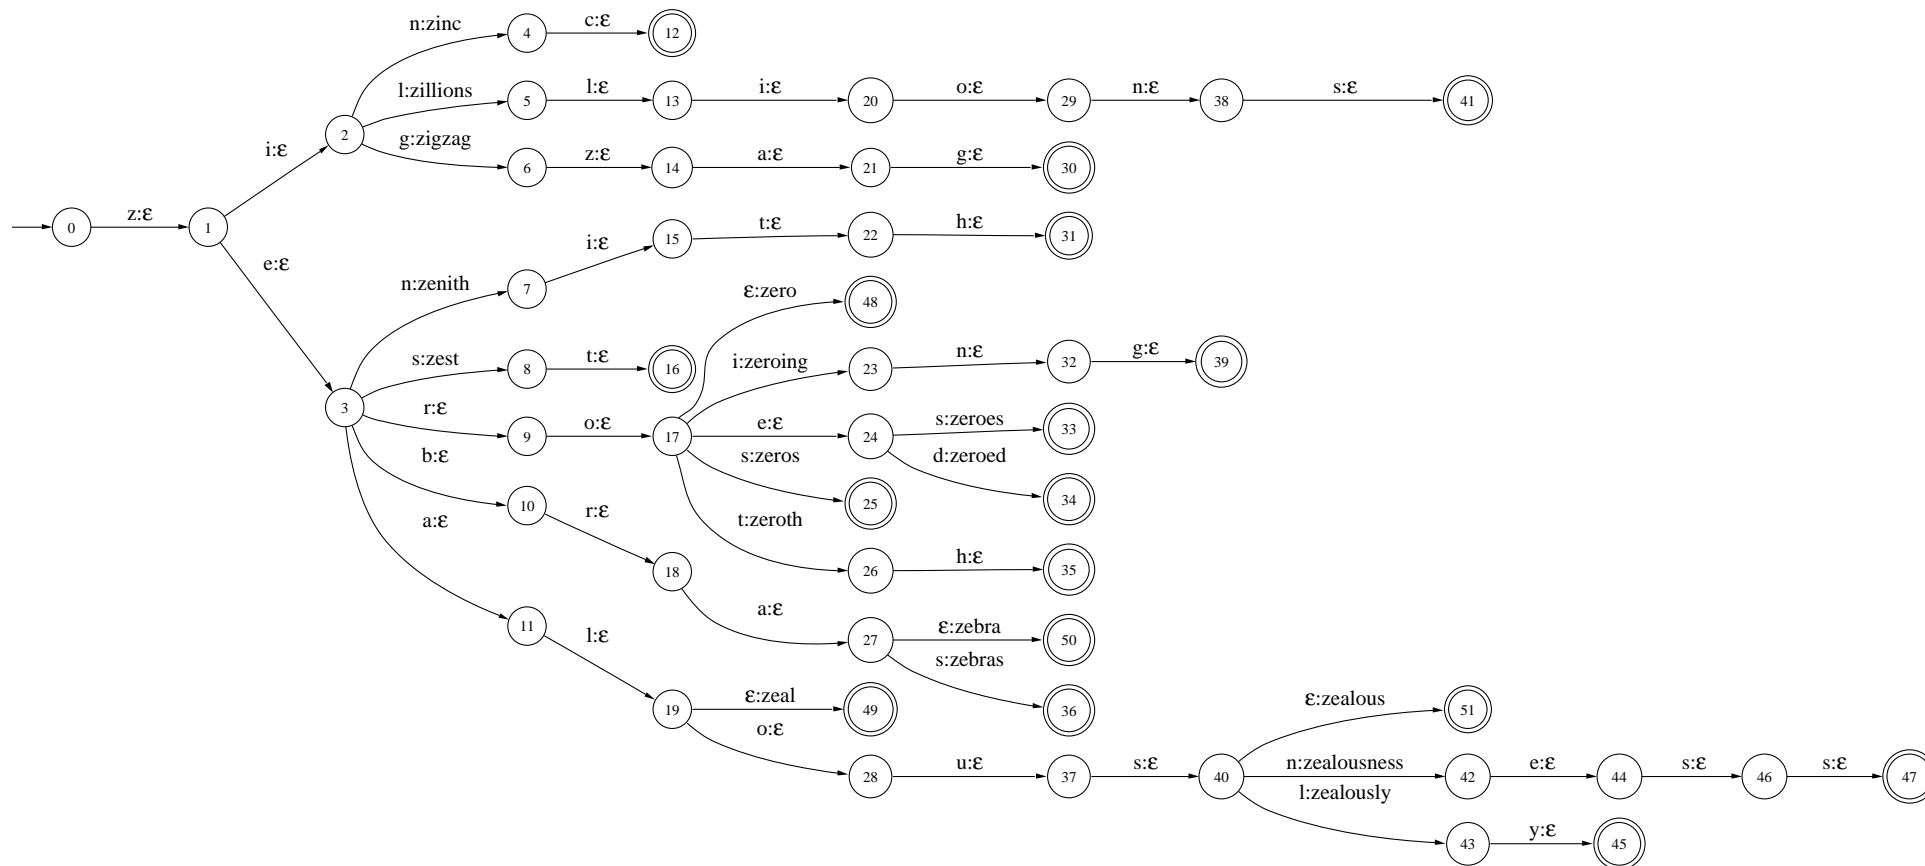 n:zinc c:ε
4 12
l:zillions l:ε i:ε o:ε n:ε s:ε
5 13 20 29 38 41
2
i:ε g:zigzag z:ε a:ε g:ε
6 14 21 30
z:ε t:ε h:ε
0 1 15 22 31
i:ε
e:ε n:zenith 7
ε:zero 48
s:zest t:ε i:zeroing n:ε g:ε
8 16 23 32 39
3
r:ε o:ε e:ε s:zeroes
9 17 24 33
b:ε s:zeros d:zeroed
10 25 34
a:ε r:ε t:zeroth h:ε
18 26 35
a:ε ε:zebra
11 27 50
l:ε s:zebras
ε:zeal ε:zealous
19 49 36 51
o:ε
u:ε s:ε n:zealousness e:ε s:ε s:ε
28 37 40 42 44 46 47
l:zealously
y:ε
43 45